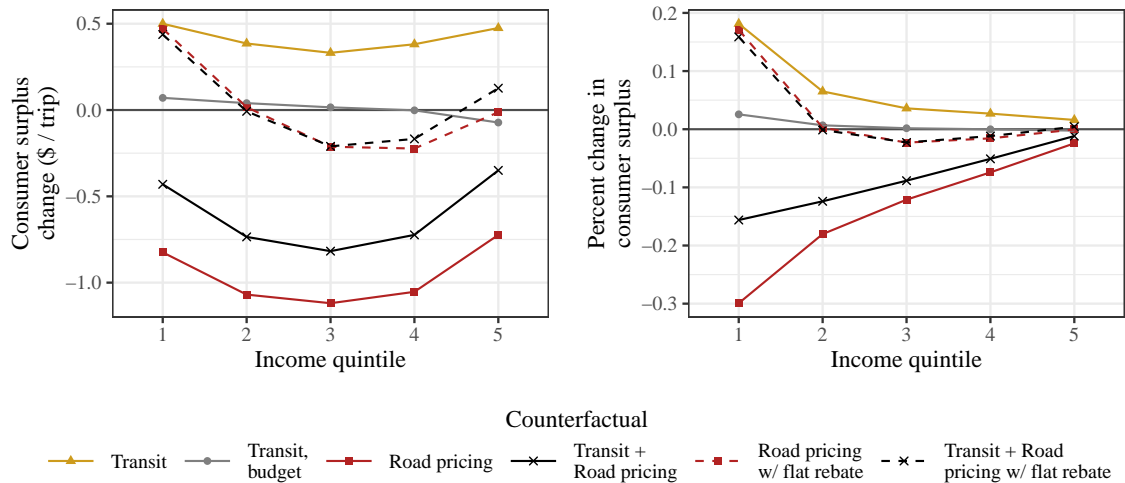 Consumer surplus
change ($ / trip)
0.5
0.0
−0.5
−1.0
1 2 3 4 5
Income quintile
Percent change in
consumer surplus
0.2
0.1
0.0
−0.1
−0.2
−0.3
1 2 3 4 5
Income quintile
Counterfactual
Transit
Transit,
budget
Road pricing
Transit +
Road pricing
Road pricing
w/ flat rebate
Transit + Road
pricing w/ flat rebate